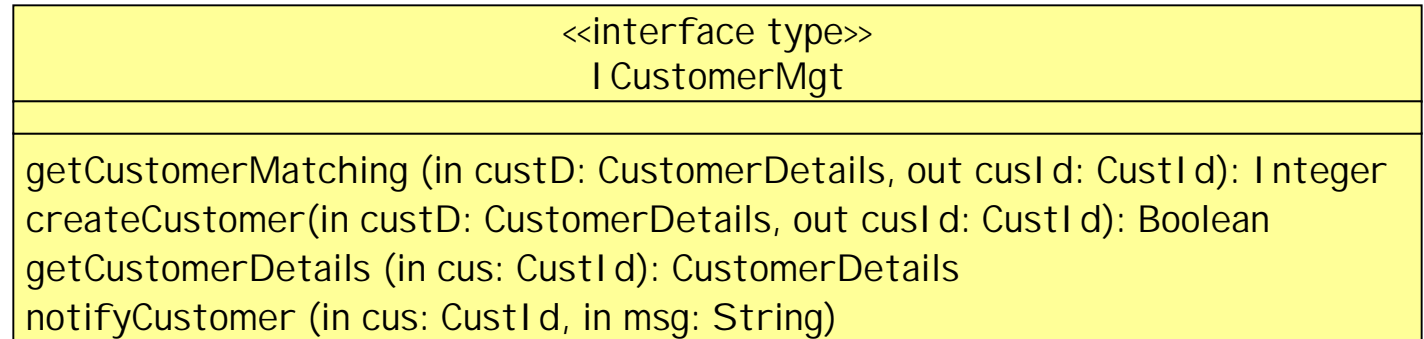 <<interface type>>
ICustomerMgt
getCustomerMatching (in custD: CustomerDetails, out cusId: CustId): Integer
createCustomer(in custD: CustomerDetails, out cusId: CustId): Boolean
getCustomerDetails (in cus: CustId): CustomerDetails
notifyCustomer (in cus: CustId, in msg: String)